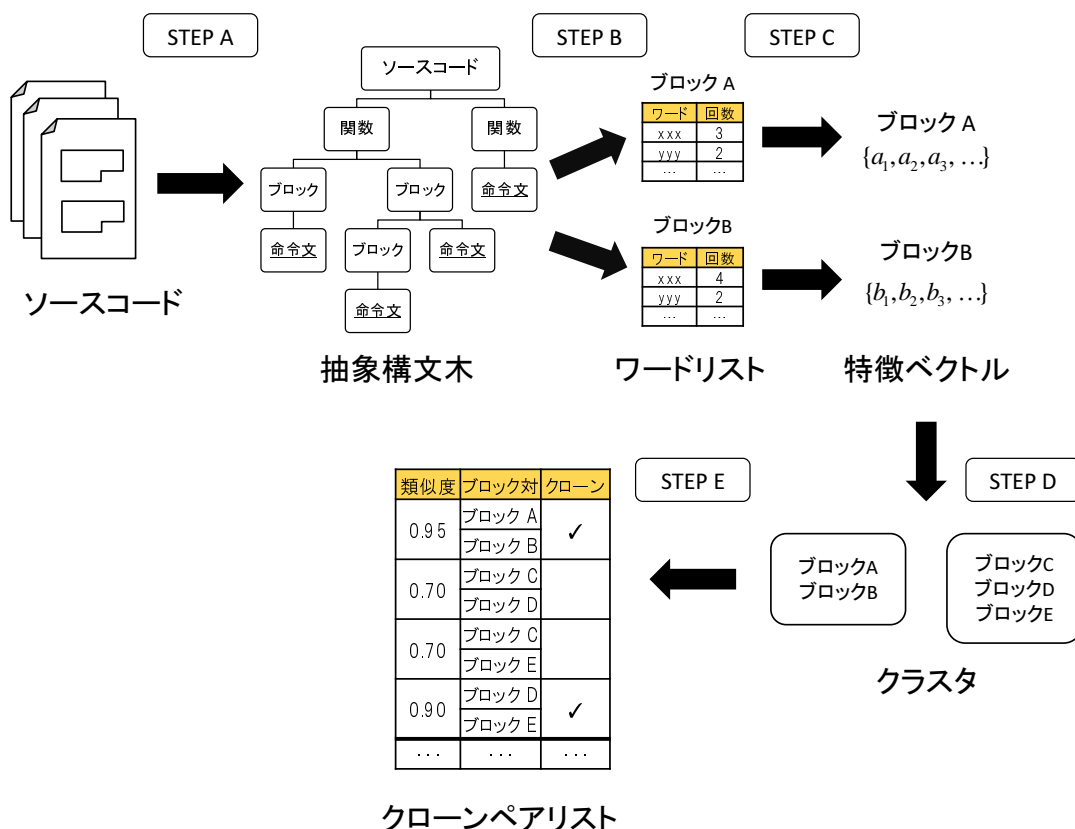 STEP A
STEP B
STEP C
ソースコード
関数
関数
ブロック
ブロック
命令文
命令文
ブロック
命令文
命令文
ソースコード
抽象構文木
ブロック A
ワード 回数
xxx 3
yyy 2
… …
ブロックB
ワード 回数
xxx 4
yyy 2
… …
ワードリスト
ブロック A
{a₁,a₂,a₃,…}
ブロックB
{b₁,b₂,b₃,…}
特徴ベクトル
STEP D
ブロックA
ブロックB
ブロックC
ブロックD
ブロックE
クラスタ
STEP E
類似度 ブロック対 クローン
0.95 ブロック A ✓
ブロック B
0.70 ブロック C
ブロック D
0.70 ブロック C
ブロック E
0.90 ブロック D ✓
ブロック E
… … …
クローンペアリスト